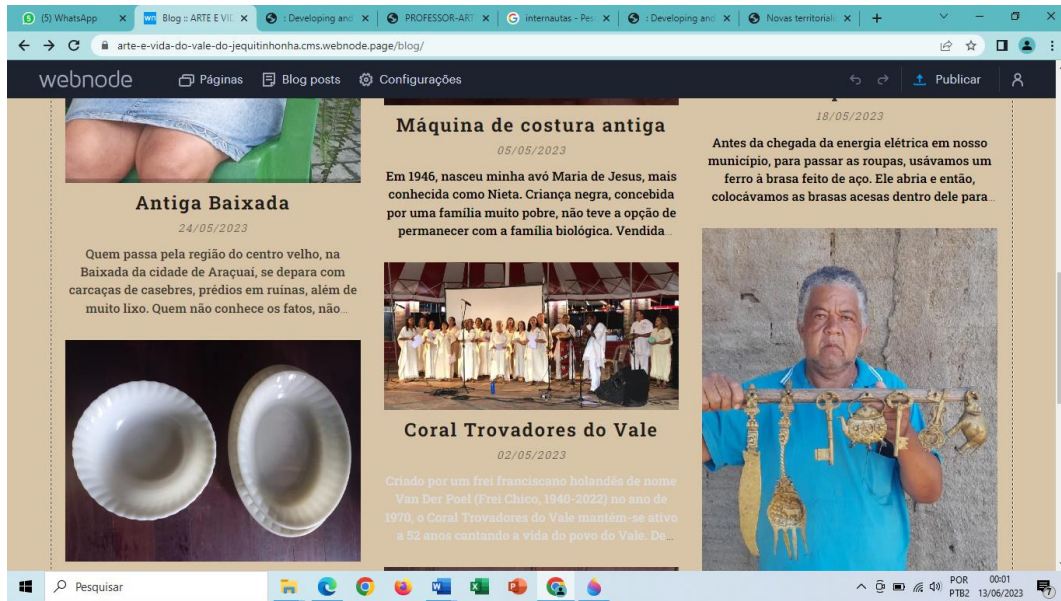 (5) WhatsApp
Blog :: ARTE E VID
: Developing and
PROFESSOR-ART
internautas - Pes
: Developing and
Novas territoriali
arte-e-vida-do-vale-do-jequitinhonha.cms.webnode.page/blog/
webnode
Páginas
Blog posts
Configurações
Publicar
Antiga Baixada
24/05/2023
Quem passa pela região do centro velho, na
Baixada da cidade de Araçuaí, se depara com
carcaças de casebres, prédios em ruínas, além de
muito lixo. Quem não conhece os fatos, não...
Máquina de costura antiga
05/05/2023
Em 1946, nasceu minha avó Maria de Jesus, mais
conhecida como Nieta. Criança negra, concebida
por uma família muito pobre, não teve a opção de
permanecer com a família biológica. Vendida...
Coral Trovadores do Vale
02/05/2023
Criado por um frei franciscano holandês de nome
Van Der Poel (Frei Chico, 1940-2022) no ano de
1970, o Coral Trovadores do Vale mantém-se ativo
a 52 anos cantando a vida do povo do Vale. De...
18/05/2023
Antes da chegada da energia elétrica em nosso
município, para passar as roupas, usávamos um
ferro à brasa feito de aço. Ele abria e então,
colocávamos as brasas acesas dentro dele para...
Pesquisar
POR
PTB2
00:01
13/06/2023